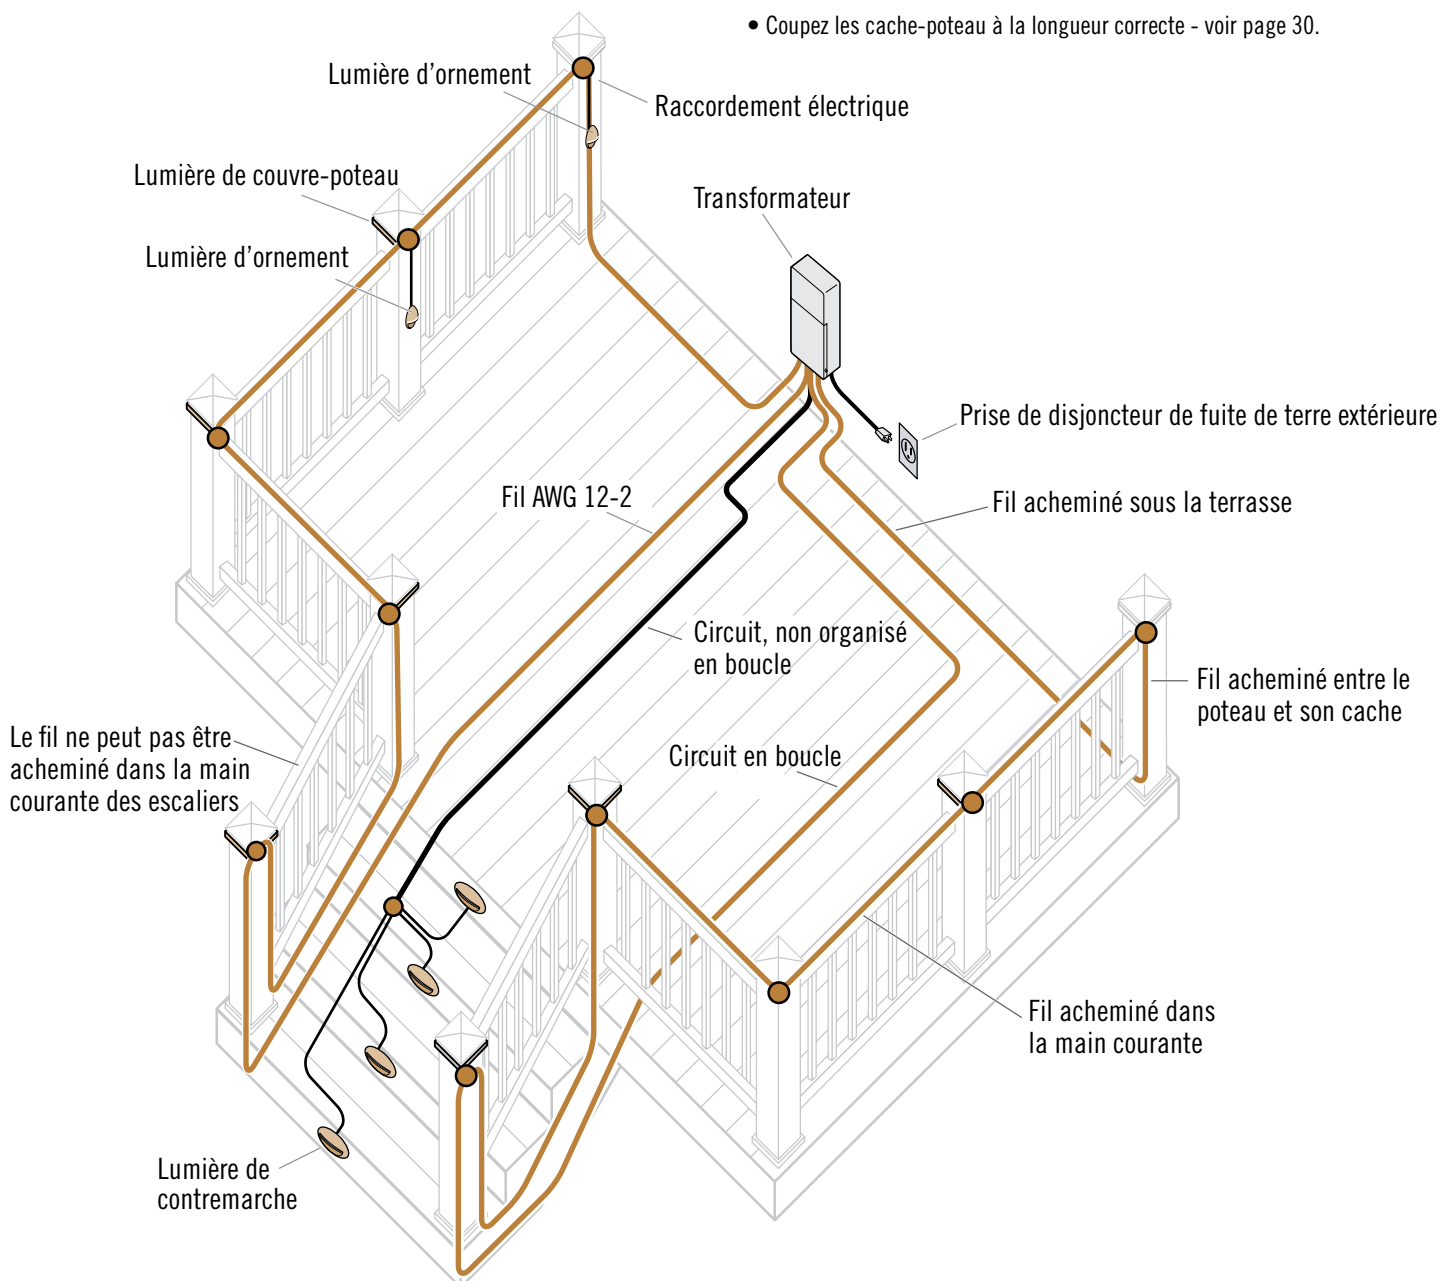 • Coupez les cache-poteau à la longueur correcte - voir page 30.
Lumière d'ornement
Raccordement électrique
Lumière de couvre-poteau
Transformateur
Lumière d'ornement
Prise de disjoncteur de fuite de terre extérieure
Fil AWG 12-2
Fil acheminé sous la terrasse
Circuit, non organisé
en boucle
Fil acheminé entre le
poteau et son cache
Le fil ne peut pas être
acheminé dans la main
courante des escaliers
Circuit en boucle
Fil acheminé dans
la main courante
Lumière de
contremarche